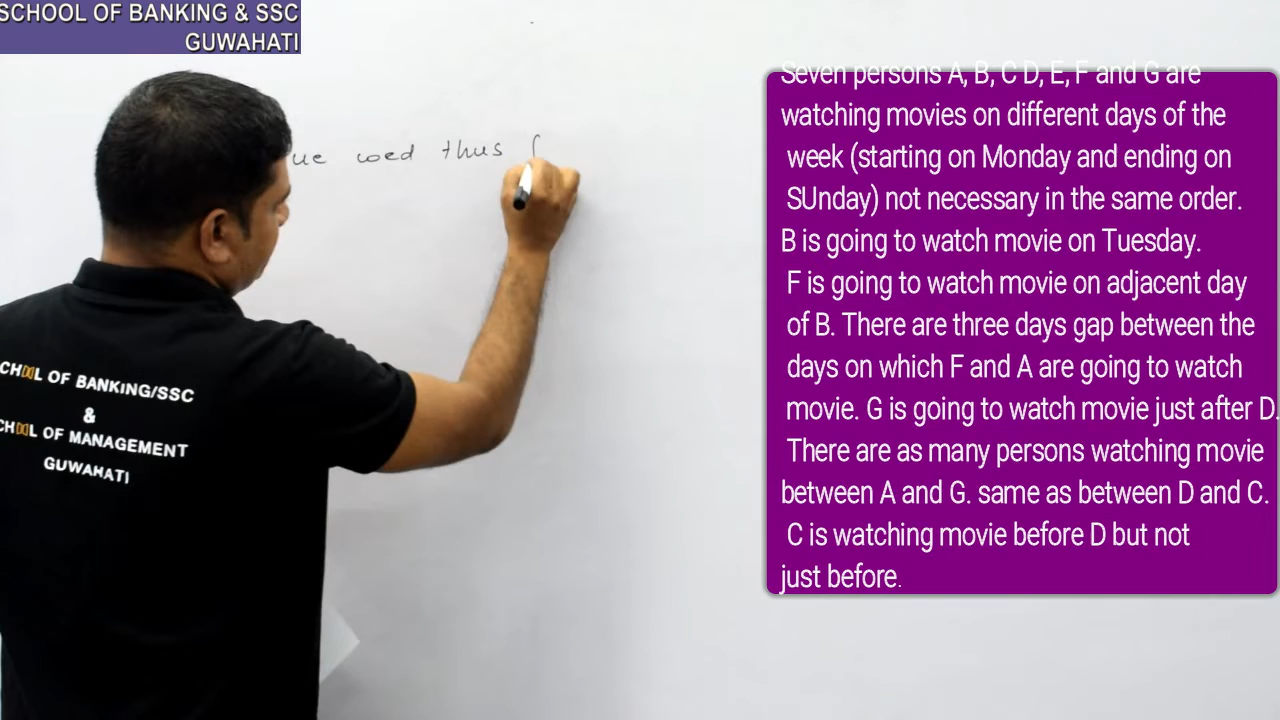 SCHOOL OF BANKING & SSC
GUWAHATI
ue wed thus
Seven persons A, B, C D, E, F and G are
watching movies on different days of the
week (starting on Monday and ending on
SUnday) not necessary in the same order.
B is going to watch movie on Tuesday.
F is going to watch movie on adjacent day
of B. There are three days gap between the
days on which F and A are going to watch
movie. G is going to watch movie just after D.
There are as many persons watching movie
between A and G. same as between D and C.
C is watching movie before D but not
just before.
CHOOL OF BANKING/SSC
&
CHOOL OF MANAGEMENT
GUWAHATI